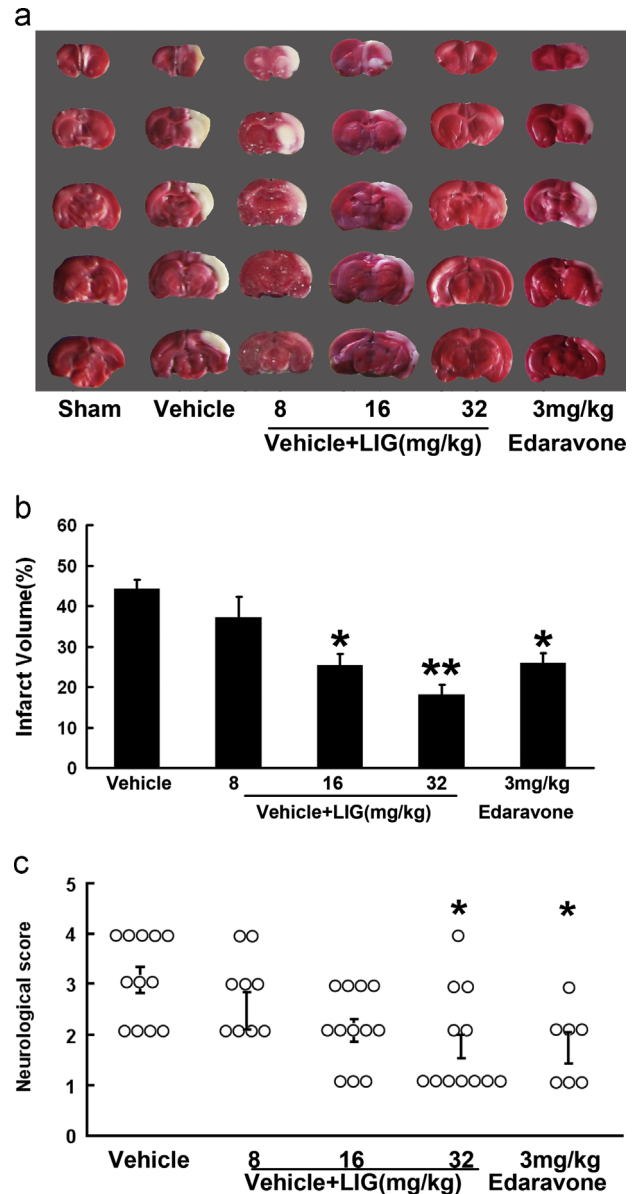 a
Sham Vehicle 8 16 32 3mg/kg
Vehicle+LIG(mg/kg) Edaravone
b
60
50
40
30
20
10
0
Infarct Volume(%)
* ** *
Vehicle 8 16 32 3mg/kg
Vehicle+LIG(mg/kg) Edaravone
c
5
4
3
2
1
0
Neurological score
* *
Vehicle 8 16 32 3mg/kg
Vehicle+LIG(mg/kg) Edaravone